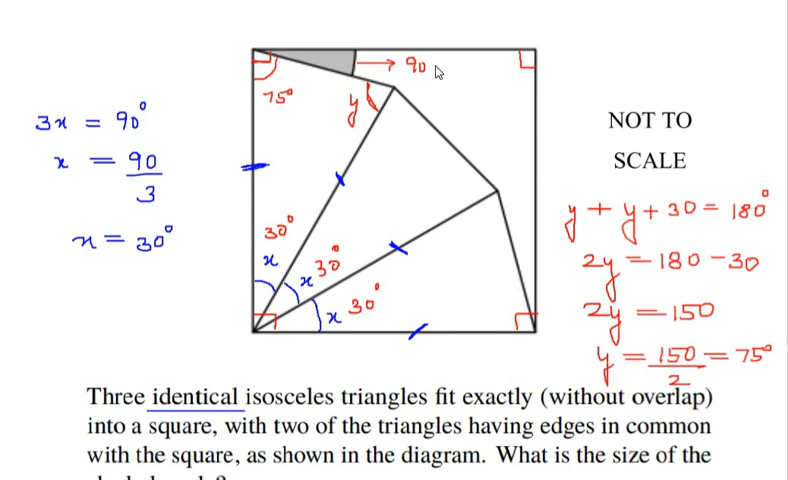 3x = 90°
x = 90
3
x = 30°
90
75°
y
30°
x
x 30°
x 30°
NOT TO
SCALE
y + y + 30 = 180°
2y = 180 - 30
2y = 150
y = 150 = 75°
2
Three identical isosceles triangles fit exactly (without overlap)
into a square, with two of the triangles having edges in common
with the square, as shown in the diagram. What is the size of the